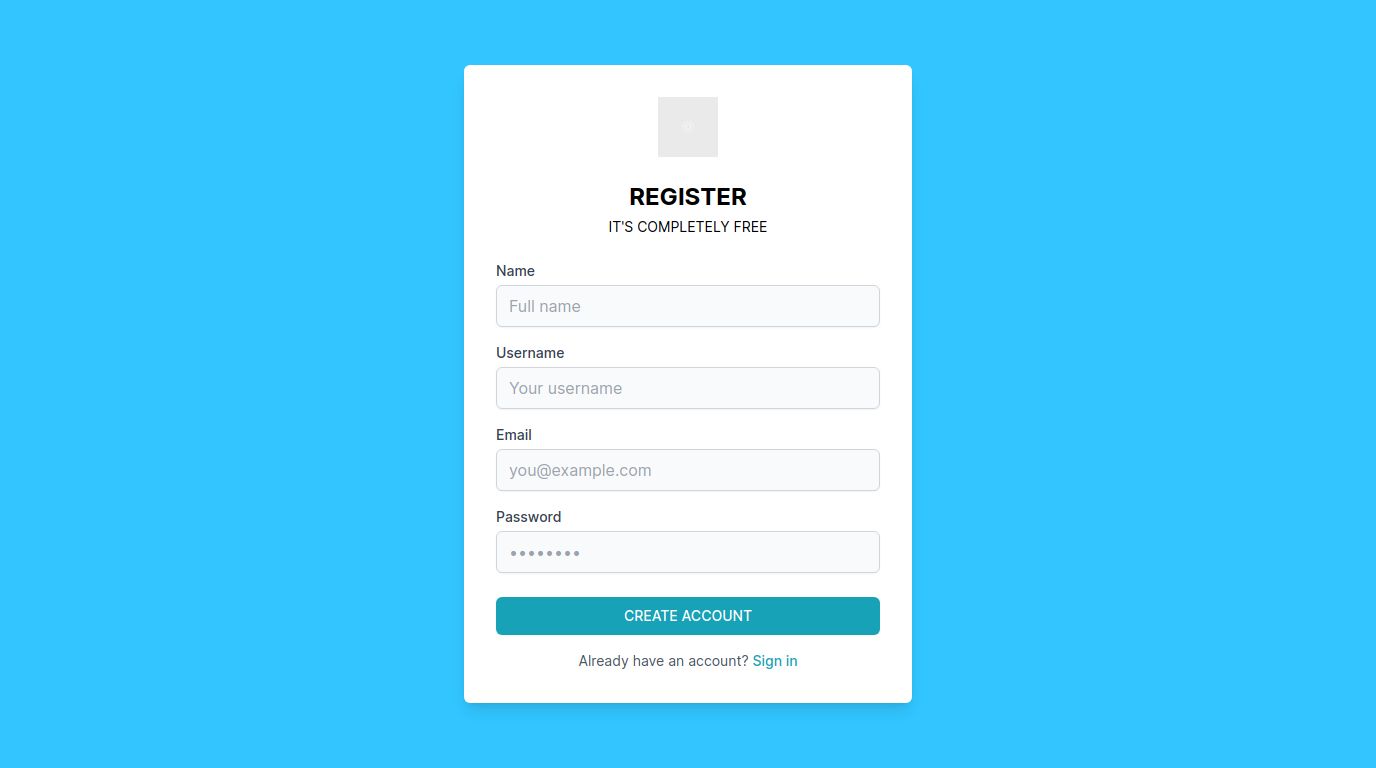 REGISTER
IT'S COMPLETELY FREE
Name
Full name
Username
Your username
Email
you@example.com
Password
••••••••
CREATE ACCOUNT
Already have an account? Sign in